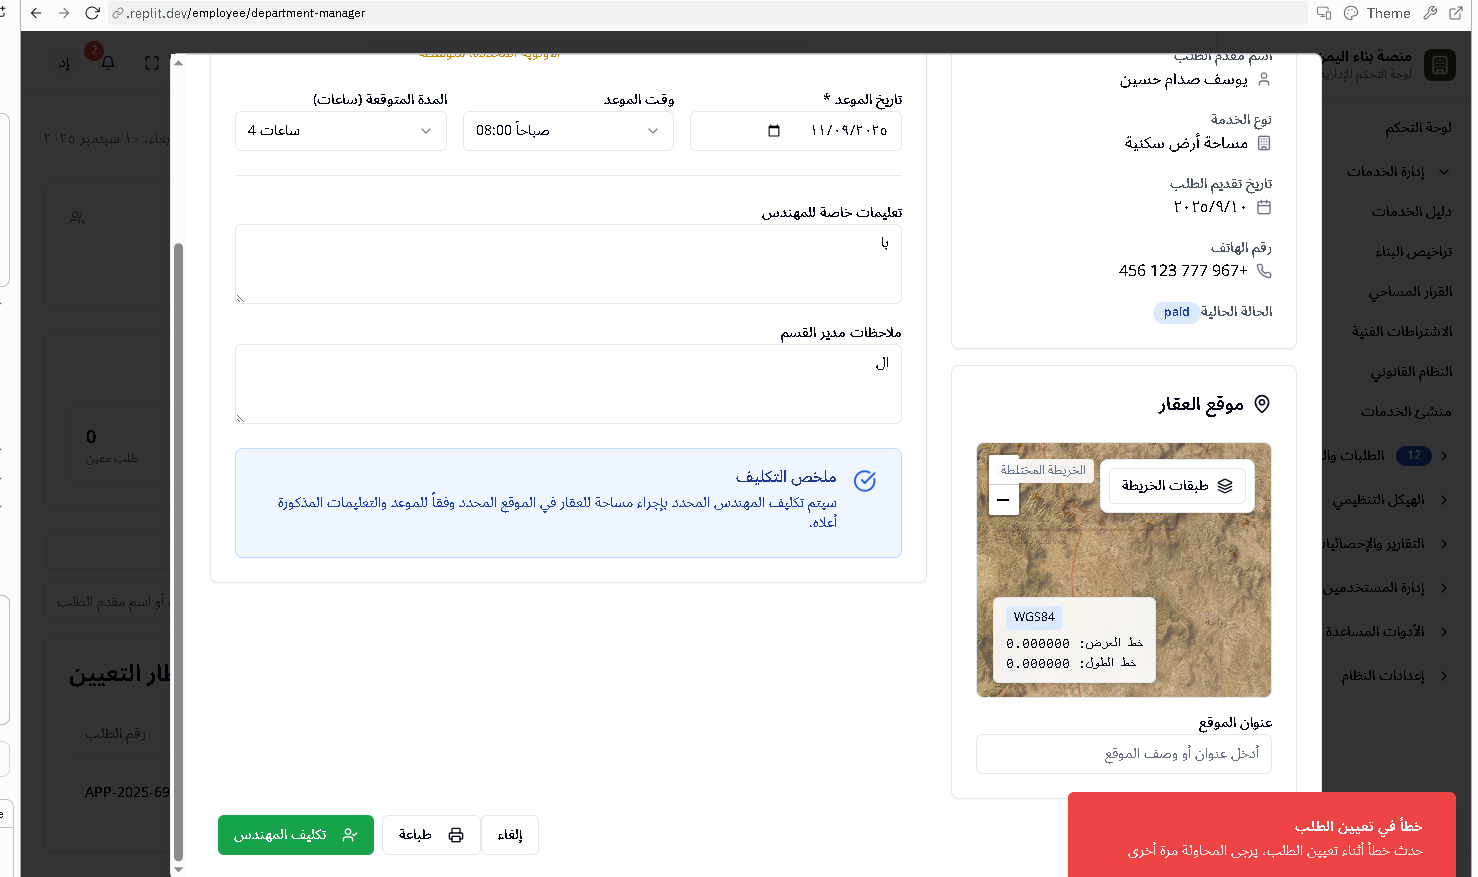 .replit.dev/employee/department-manager
Theme
منصة بناء اليمن
لوحة التحكم الإدارية
2
إد
لوحة التحكم
إدارة الخدمات
دليل الخدمات
تراخيص البناء
القرار المساحي
الاشتراطات الفنية
النظام القانوني
منشئ الخدمات
12
الهيكل التنظيمي
التقارير والإحصائيات
إدارة المستخدمين
الأدوات المساعدة
إعدادات النظام
اسم مقدم الطلب
يوسف صدام حسين
نوع الخدمة
مساحة أرض سكنية
تاريخ تقديم الطلب
١٠‏/٩‏/٢٠٢٥
رقم الهاتف
+967 777 123 456
الحالة الحالية paid
موقع العقار
الخريطة المختلطة
طبقات الخريطة
−
WGS84
خط العرض: 0.000000
خط الطول: 0.000000
عنوان الموقع
أدخل عنوان أو وصف الموقع
الأولوية المحددة: متوسطة
تاريخ الموعد *
١١/٠٩/٢٠٢٥
وقت الموعد
08:00 صباحاً
المدة المتوقعة (ساعات)
4 ساعات
تعليمات خاصة للمهندس
با
ملاحظات مدير القسم
ال
ملخص التكليف
سيتم تكليف المهندس المحدد بإجراء مساحة للعقار في الموقع المحدد وفقاً للموعد والتعليمات المذكورة
أعلاه.
إلغاء
طباعة
تكليف المهندس
١٠ سبتمبر ٢٠٢٥
0
طلب معين
أو اسم مقدم الطلب
التعيين
رقم الطلب
APP-2025-69
خطأ في تعيين الطلب
حدث خطأ أثناء تعيين الطلب، يرجى المحاولة مرة أخرى